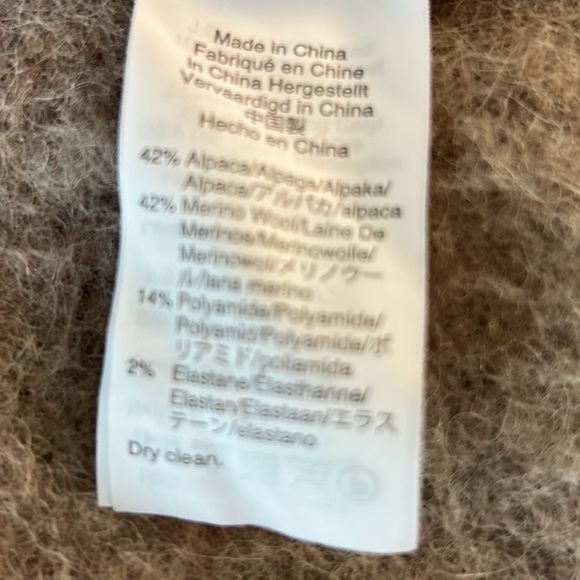 Made in China
Fabriqué en Chine
In China Hergestellt
Vervaardigd in China
中国製
Hecho en China
42% Alpaca/Alpaga/Alpaka/
Alpaca/アルパカ/alpaca
42% Merino Wool/Laine De
Merinos/Merinowolle/
Merinowol/メリノウー
ル/lana merino
14% Polyamide/Polyamide/
Polyamid/Polyamide/ポ
リアミド/poliamida
2% Elastane/Elasthanne/
Elastan/Elastaan/エラス
テーン/elastano
Dry clean.